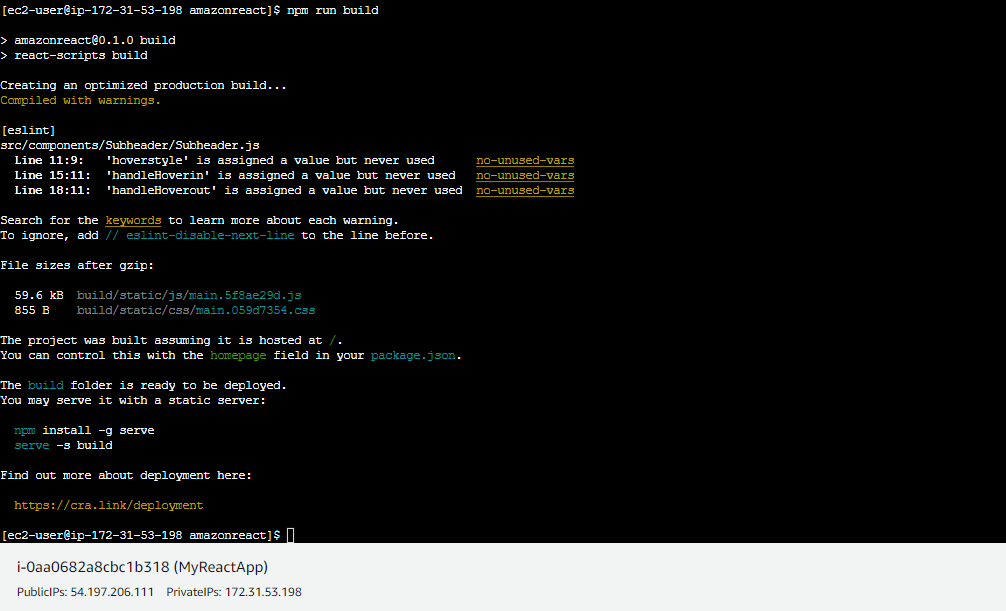 [ec2-user@ip-172-31-53-198 amazonreact]$ npm run build
> amazonreact@0.1.0 build
> react-scripts build
Creating an optimized production build...
Compiled with warnings.
[eslint]
src/components/Subheader/Subheader.js
Line 11:9:   'hoverstyle' is assigned a value but never used      no-unused-vars
Line 15:11:  'handleHoverin' is assigned a value but never used   no-unused-vars
Line 18:11:  'handleHoverout' is assigned a value but never used  no-unused-vars
Search for the keywords to learn more about each warning.
To ignore, add // eslint-disable-next-line to the line before.
File sizes after gzip:
59.6 kB  build/static/js/main.5f8ae29d.js
855 B    build/static/css/main.059d7354.css
The project was built assuming it is hosted at /.
You can control this with the homepage field in your package.json.
The build folder is ready to be deployed.
You may serve it with a static server:
npm install -g serve
serve -s build
Find out more about deployment here:
https://cra.link/deployment
[ec2-user@ip-172-31-53-198 amazonreact]$
i-0aa0682a8cbc1b318 (MyReactApp)
PublicIPs: 54.197.206.111    PrivateIPs: 172.31.53.198